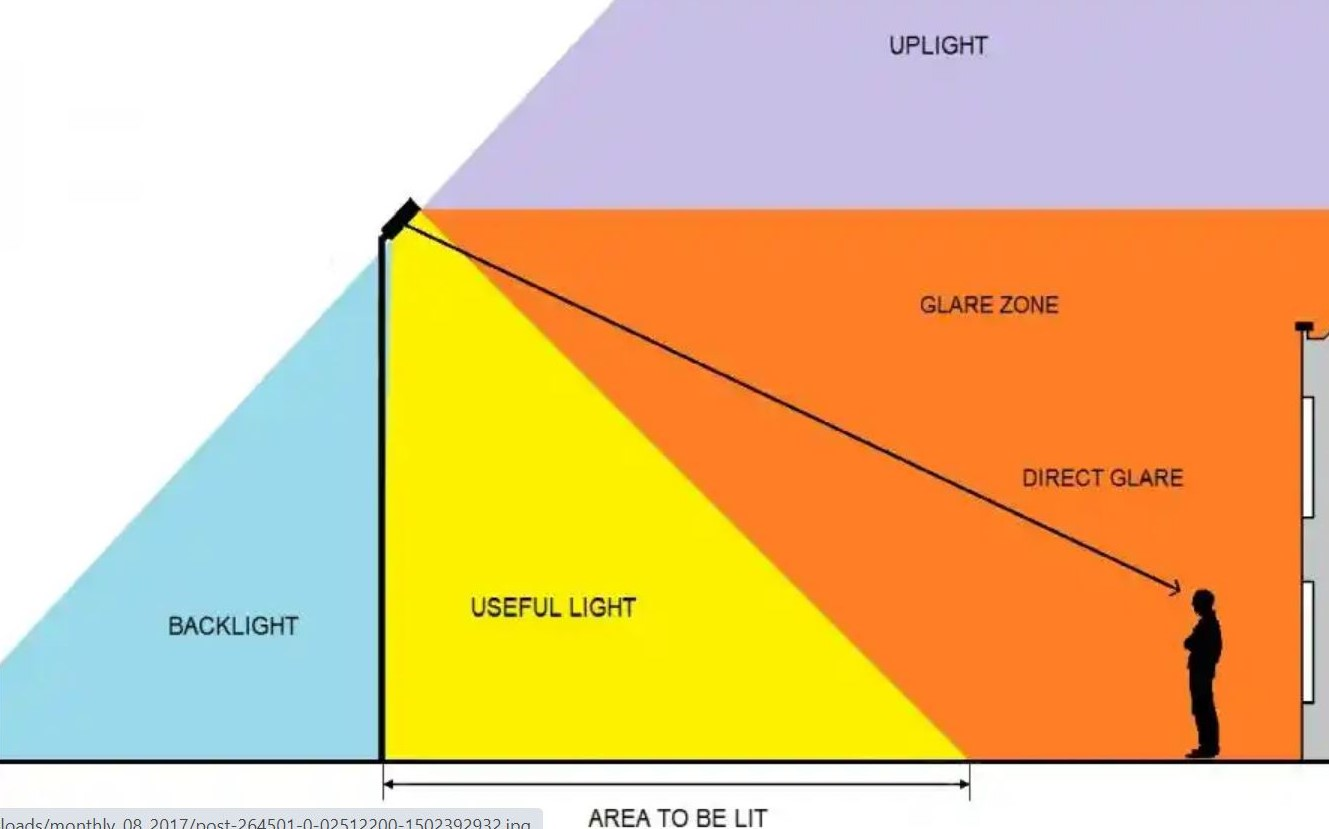 UPLIGHT
GLARE ZONE
DIRECT GLARE
USEFUL LIGHT
BACKLIGHT
AREA TO BE LIT
loads/monthly_08_2017/post-264501-0-02512200-1502392932.jpg